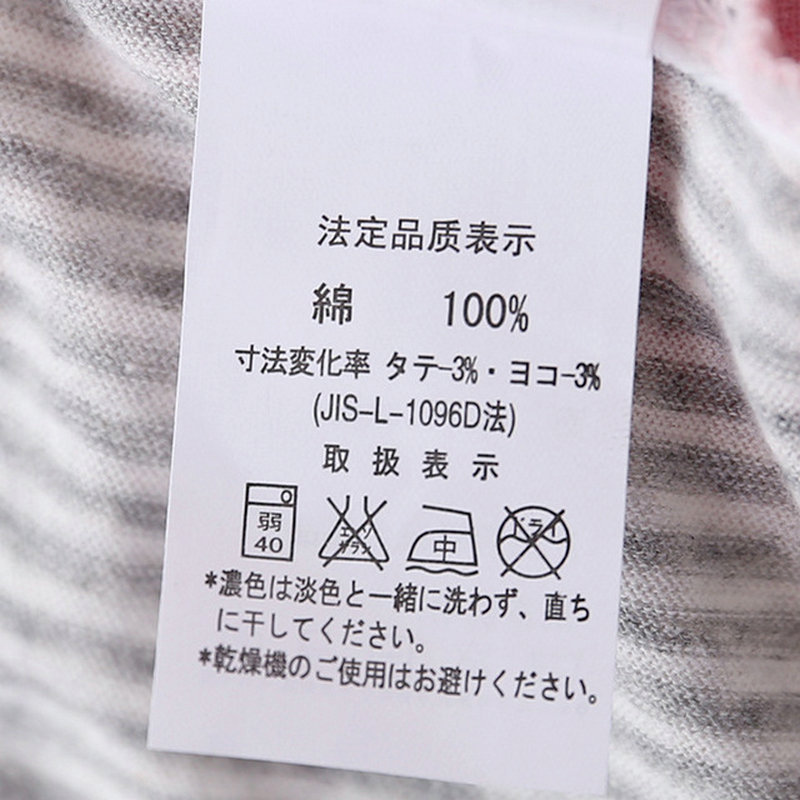 法定品质表示
綿 100%
寸法変化率 タテ-3%・ヨコ-3%
(JIS-L-1096D法)
取扱表示
弱
40
エンソ
サラシ
中
ドライ
*濃色は淡色と一緒に洗わず、直ち
に干してください。
*乾燥機のご使用はお避けください。